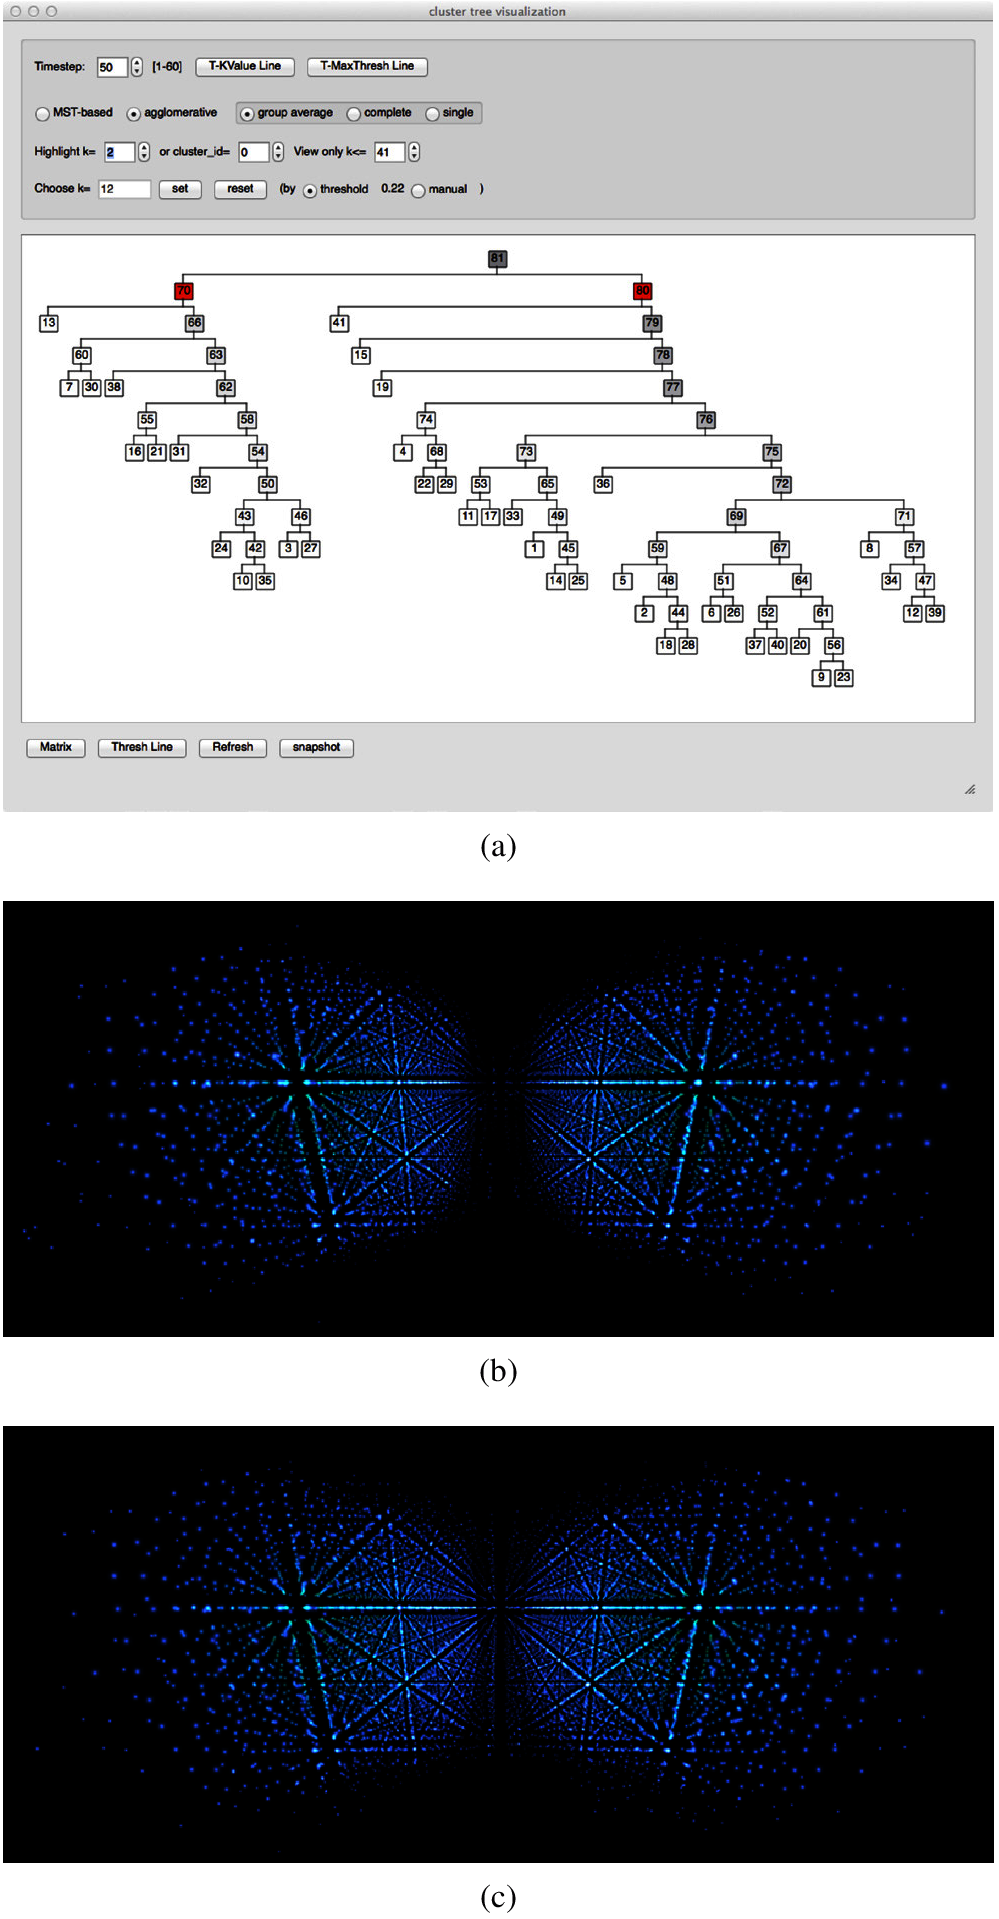 cluster tree visualization
Timestep: 50 [1-60] T-KValue Line T-MaxThresh Line
MST-based agglomerative group average complete single
Highlight k= 2 or cluster_id= 0 View only k<= 41
Choose k= 12 set reset (by threshold 0.22 manual )
81
70 80
13 66 41 79
60 63 15 78
7 30 38 62 19 77
55 58 74 76
16 21 31 54 4 68 73 75
32 50 22 29 53 65 36 72
43 46 11 17 33 49 69 71
24 42 3 27 1 45 59 67 8 57
10 35 14 25 5 48 51 64 34 47
2 44 6 26 52 61 12 39
18 28 37 40 20 56
9 23
Matrix Thresh Line Refresh snapshot
(a)
(b)
(c)